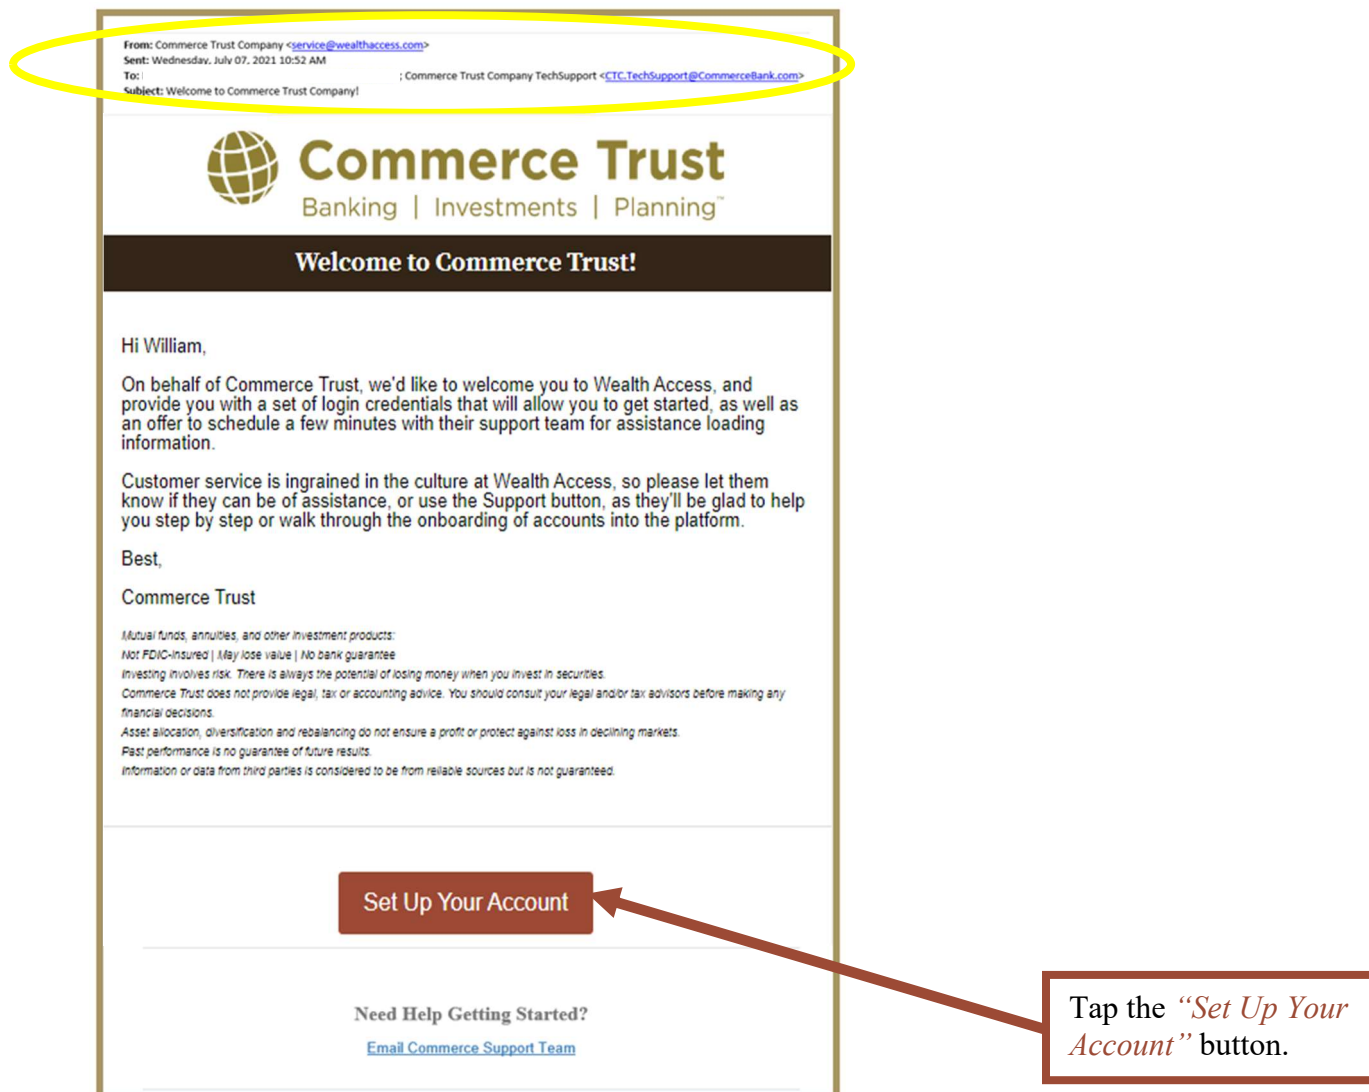 From: Commerce Trust Company <service@wealthaccess.com>
Sent: Wednesday, July 07, 2021 10:52 AM
To: ; Commerce Trust Company TechSupport <CTC.TechSupport@CommerceBank.com>
Subject: Welcome to Commerce Trust Company!
Commerce Trust
Banking | Investments | Planning™
Welcome to Commerce Trust!
Hi William,
On behalf of Commerce Trust, we'd like to welcome you to Wealth Access, and
provide you with a set of login credentials that will allow you to get started, as well as
an offer to schedule a few minutes with their support team for assistance loading
information.
Customer service is ingrained in the culture at Wealth Access, so please let them
know if they can be of assistance, or use the Support button, as they'll be glad to help
you step by step or walk through the onboarding of accounts into the platform.
Best,
Commerce Trust
Mutual funds, annuities, and other investment products:
Not FDIC-insured | May lose value | No bank guarantee
Investing involves risk. There is always the potential of losing money when you invest in securities.
Commerce Trust does not provide legal, tax or accounting advice. You should consult your legal and/or tax advisors before making any
financial decisions.
Asset allocation, diversification and rebalancing do not ensure a profit or protect against loss in declining markets.
Past performance is no guarantee of future results.
Information or data from third parties is considered to be from reliable sources but is not guaranteed.
Set Up Your Account
Need Help Getting Started?
Email Commerce Support Team
Tap the “Set Up Your
Account” button.